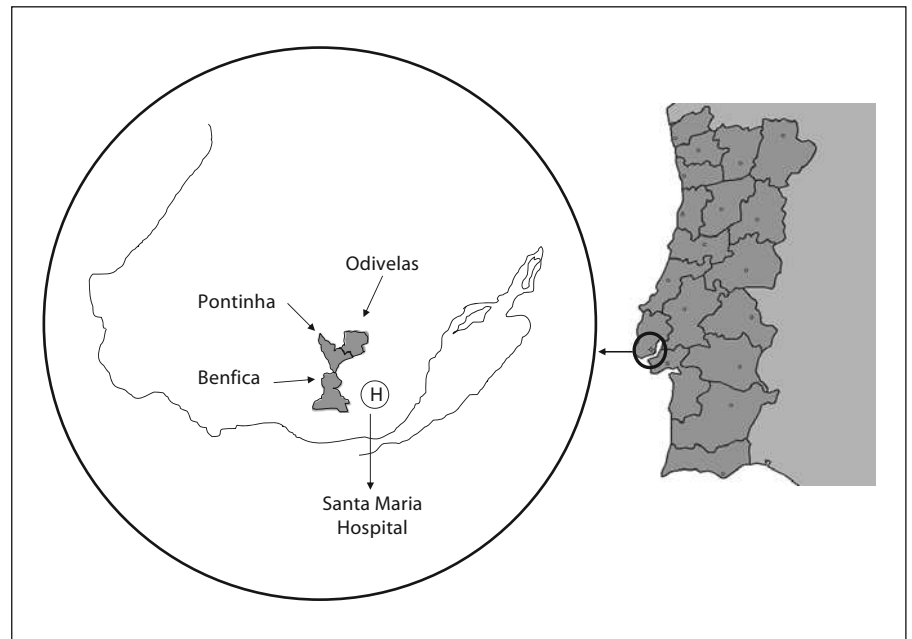 Odivelas
Pontinha
Benfica
H
Santa Maria
Hospital